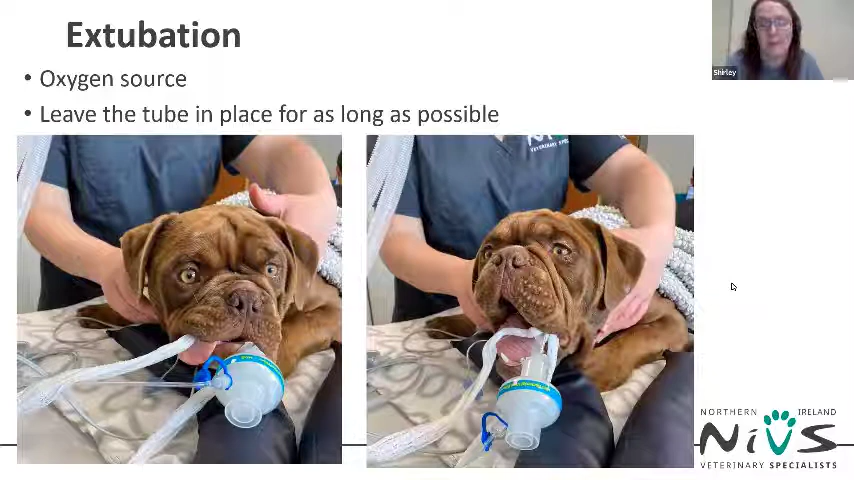 Extubation
• Oxygen source
• Leave the tube in place for as long as possible
Shirley
NORTHERN IRELAND
NiVS
VETERINARY SPECIALISTS